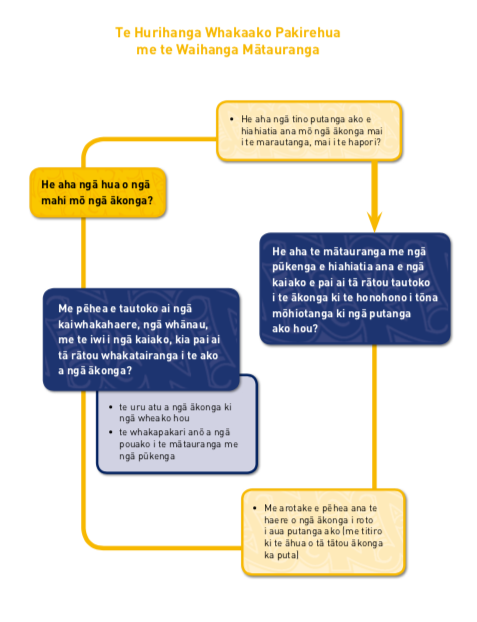 Te Hurihanga Whakaako Pakirehua
me te Waihanga Mātauranga
• He aha ngā tino putanga ako e
hiahiatia ana mō ngā ākonga mai
i te marautanga, mai i te hapori?
He aha ngā hua o ngā
mahi mō ngā ākonga?
He aha te mātauranga me ngā
pūkenga e hiahiatia ana e ngā
kaiako e pai ai tā rātou tautoko
i te ākonga ki te honohono i tōna
mōhiotanga ki ngā putanga
ako hou?
Me pēhea e tautoko ai ngā
kaiwhakahaere, ngā whānau,
me te iwi i ngā kaiako, kia pai ai
tā rātou whakatairanga i te ako
a ngā ākonga?
• te uru atu a ngā ākonga ki
ngā wheako hou
• te whakapakari anō a ngā
pouako i te mātauranga me
ngā pūkenga
• Me arotake e pēhea ana te
haere o ngā ākonga i roto
i aua putanga ako (me titiro
ki te āhua o tā tātou ākonga
ka puta)